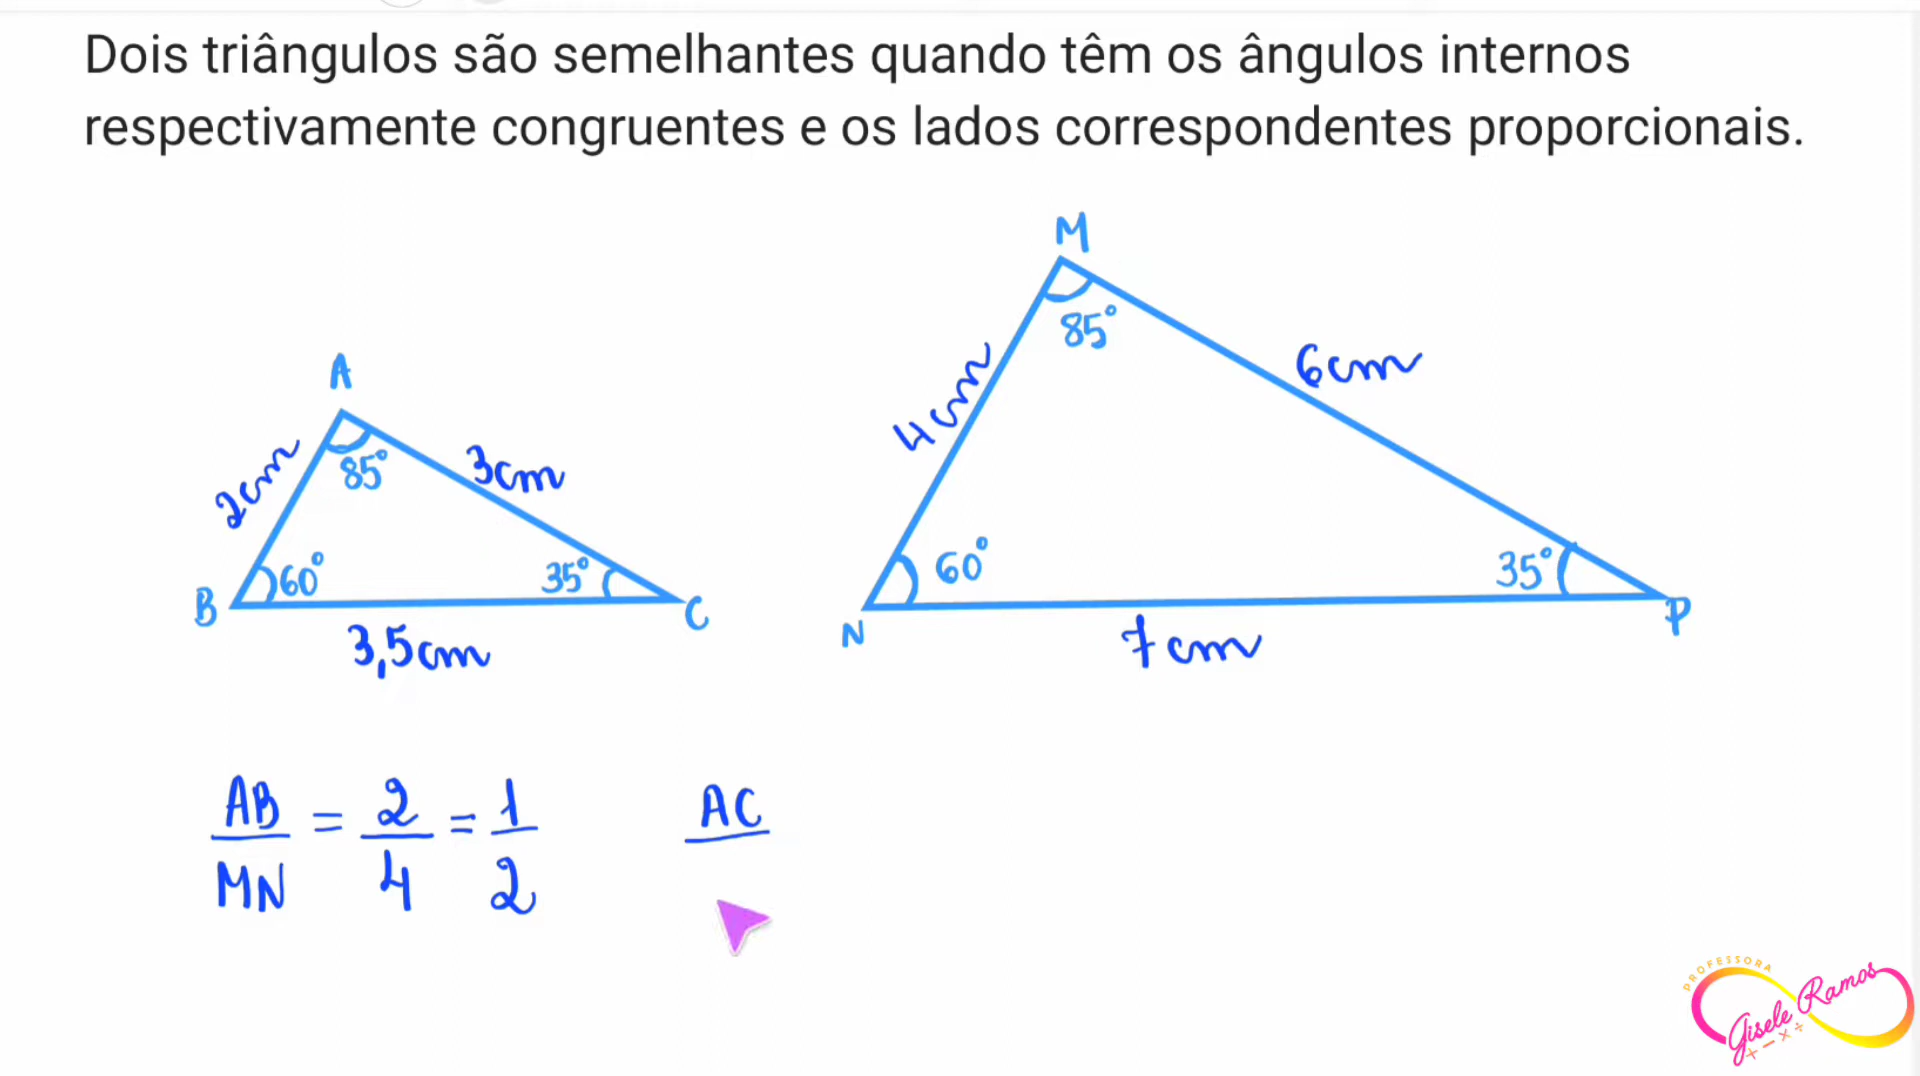 Dois triângulos são semelhantes quando têm os ângulos internos
respectivamente congruentes e os lados correspondentes proporcionais.
M
85°
4cm
6cm
A
2cm
85°
3cm
60°
35°
60°
35°
B
C
3,5cm
N
P
7cm
AB = 2 = 1
MN 4 2
AC
PROFESSORA
Gisele Ramos
+ − × ÷